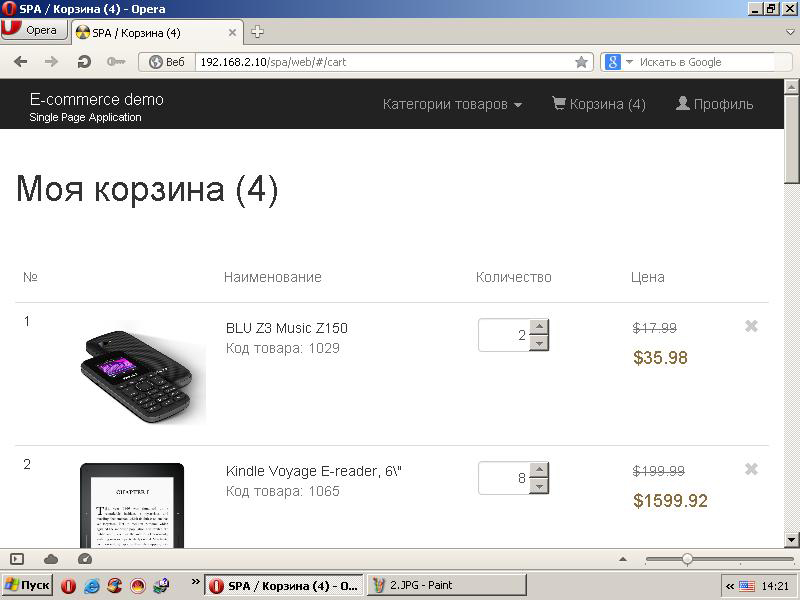 SPA / Корзина (4) - Opera
Opera
SPA / Корзина (4)
Веб
192.168.2.10/spa/web/#/cart
Искать в Google
E-commerce demo
Single Page Application
Категории товаров
Корзина (4)
Профиль
Моя корзина (4)
№ Наименование Количество Цена
1
BLU Z3 Music Z150
Код товара: 1029
2
$17.99
$35.98
2
Kindle Voyage E-reader, 6\"
Код товара: 1065
8
$199.99
$1599.92
CHAPTER I
Пуск
SPA / Корзина (4) - O...
2.JPG - Paint
14:21